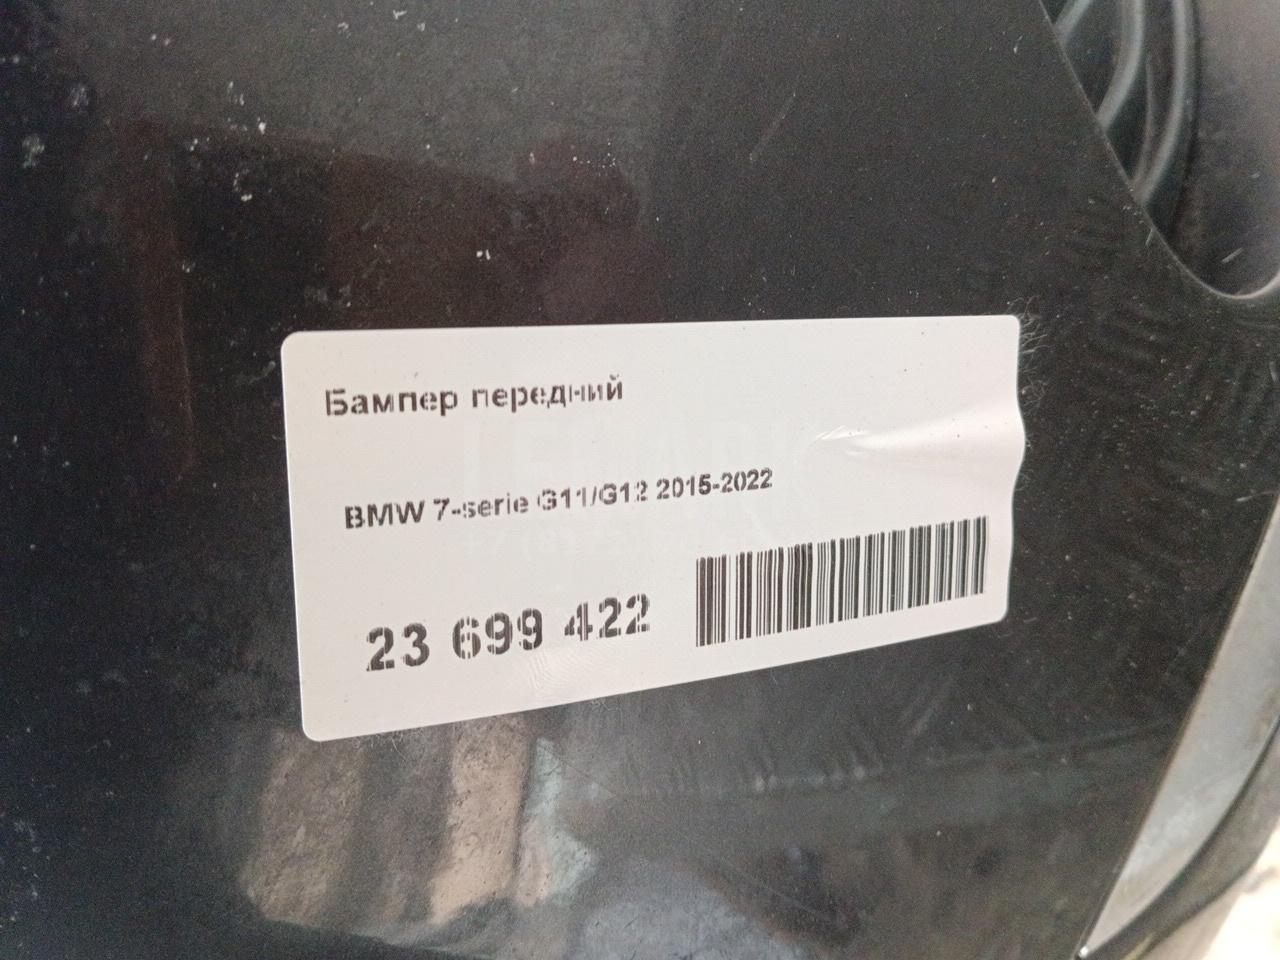 Бампер передний
BMW 7-serie G11/G12 2015-2022
23 699 422